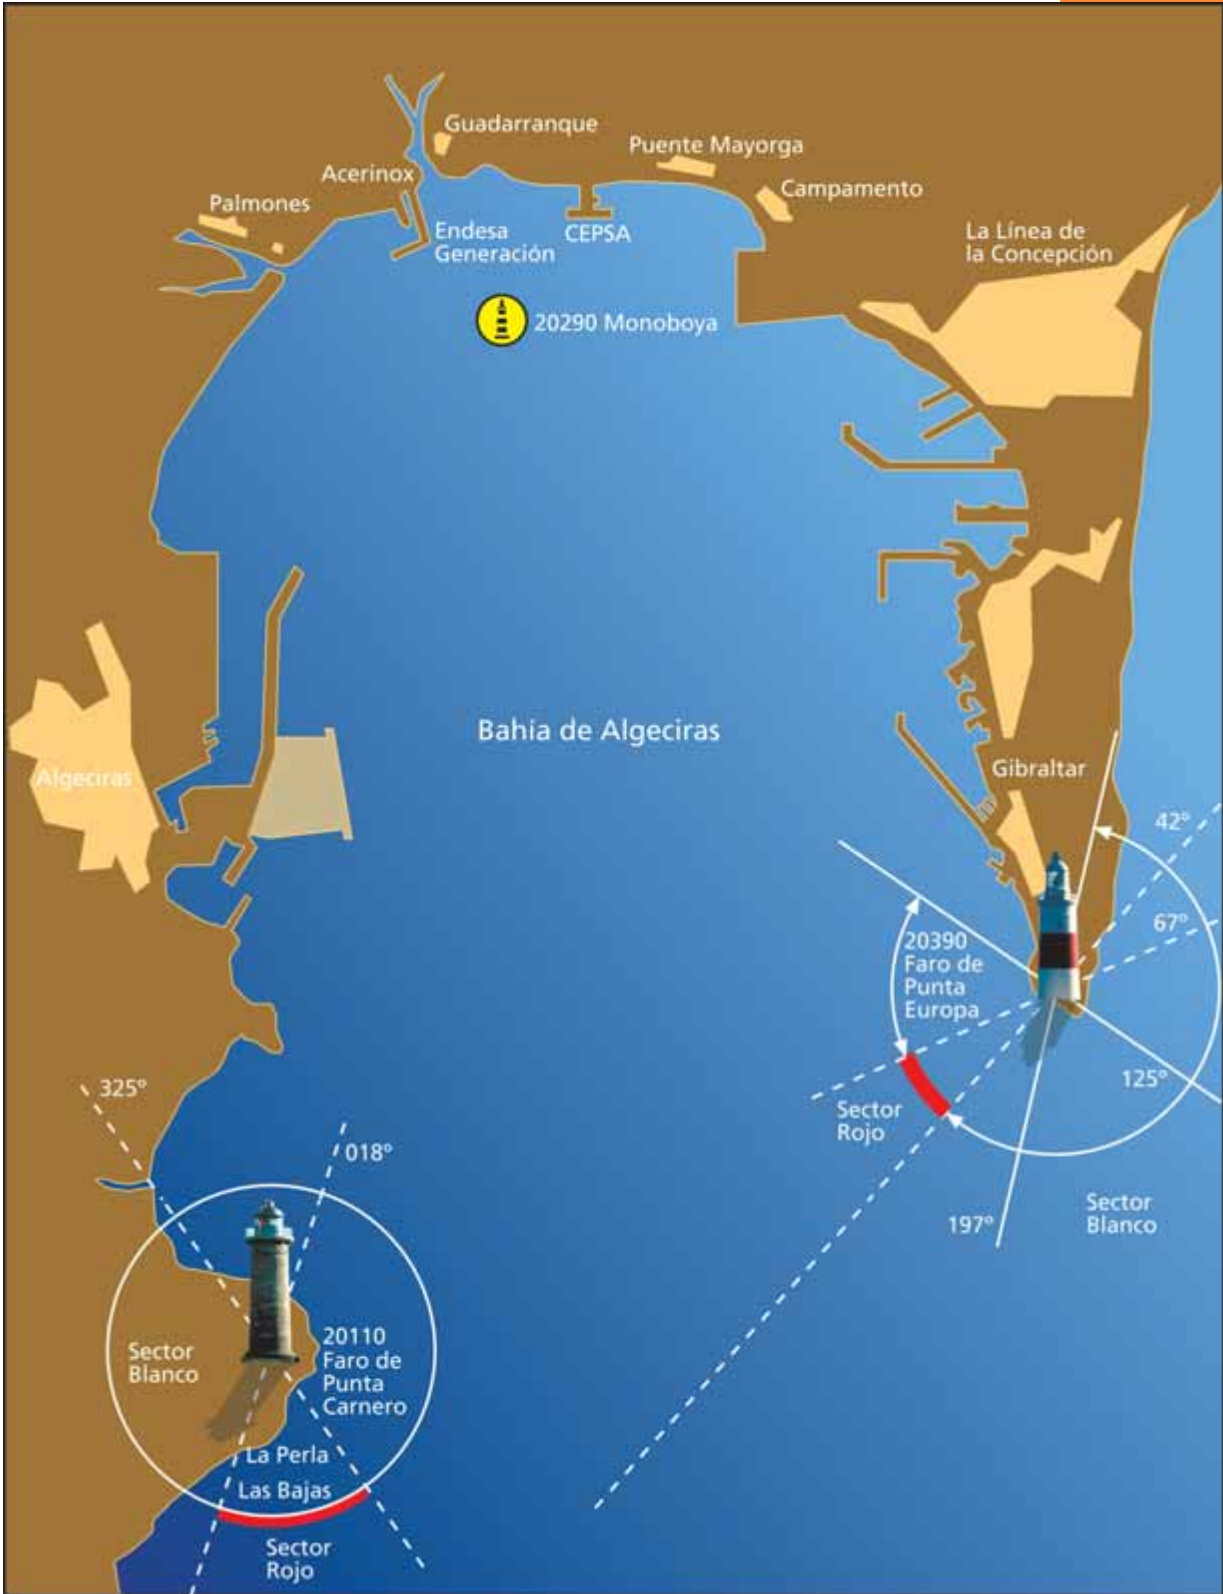 Guadarranque
Puente Mayorga
Acerinox
Campamento
Palmones
Endesa
Generación
CEPSA
La Línea de
la Concepción
20290 Monoboya
Bahía de Algeciras
Gibraltar
Algeciras
42º
67º
20390
Faro de
Punta
Europa
125º
325º
Sector
Rojo
018º
Sector
Blanco
197º
20110
Faro de
Punta
Carnero
Sector
Blanco
La Perla
Las Bajas
Sector
Rojo